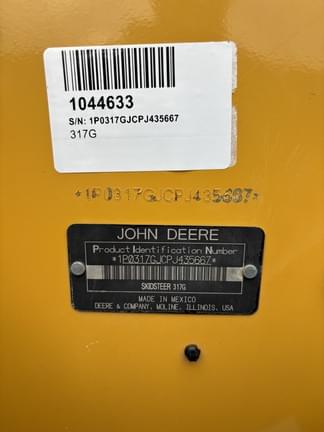 1044633
S/N: 1P0317GJCPJ435667
317G
*1P0317GJCPJ435667*
JOHN DEERE
Product Identification Number
*1P0317GJCPJ435667*
SKIDSTEER 317G
MADE IN MEXICO
DEERE & COMPANY, MOLINE, ILLINOIS, USA